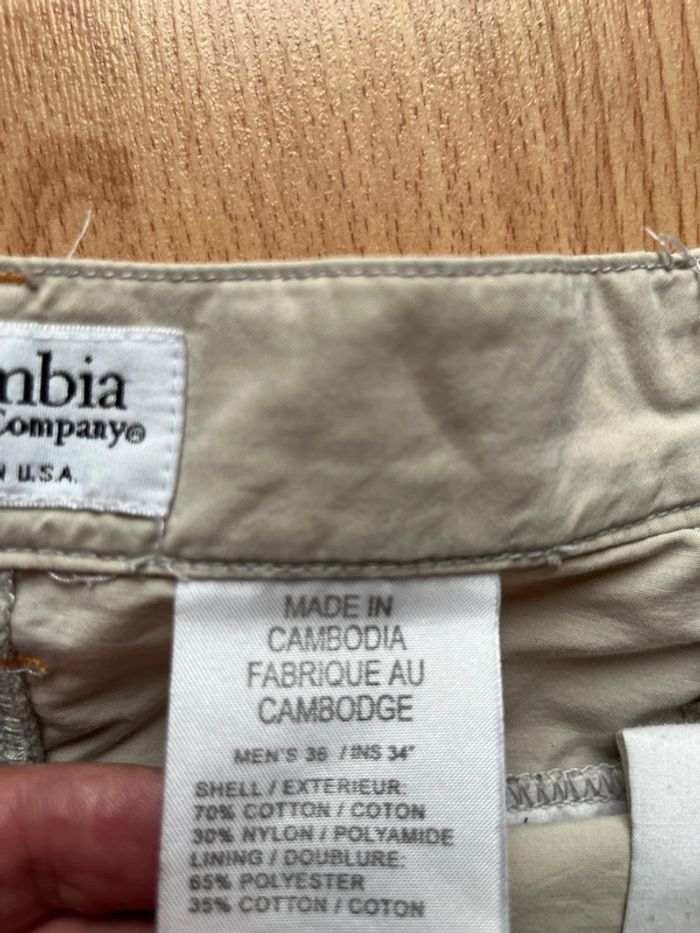 mbia
Company®
N U.S.A.
MADE IN
CAMBODIA
FABRIQUE AU
CAMBODGE
MEN'S 36 / INS 34"
SHELL / EXTERIEUR:
70% COTTON / COTON
30% NYLON / POLYAMIDE
LINING / DOUBLURE:
65% POLYESTER
35% COTTON / COTON